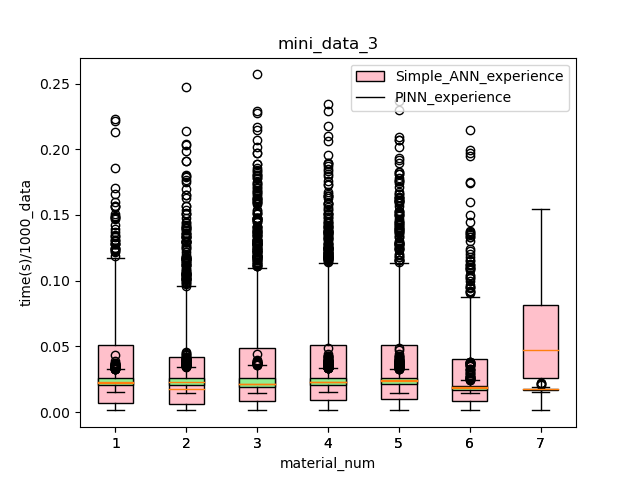 mini_data_3
Simple_ANN_experience
PINN_experience
time(s)/1000_data
0.25
0.20
0.15
0.10
0.05
0.00
1 2 3 4 5 6 7
material_num